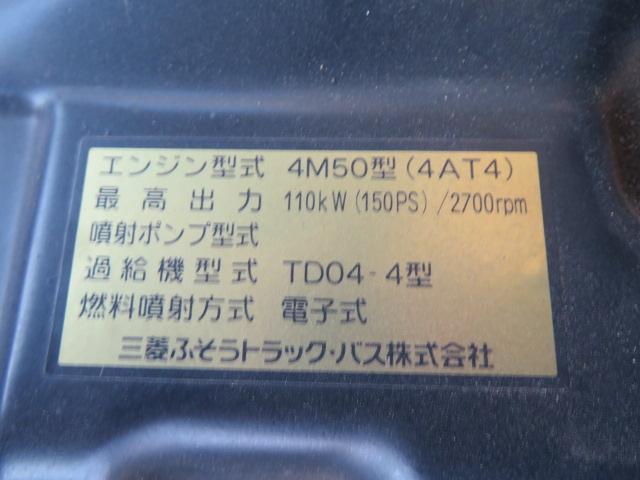 エンジン型式 4M50型(4AT4)
最高出力 110kW(150PS)/2700rpm
噴射ポンプ型式
過給機型式 TD04-4型
燃料噴射方式 電子式
三菱ふそうトラック・バス株式会社